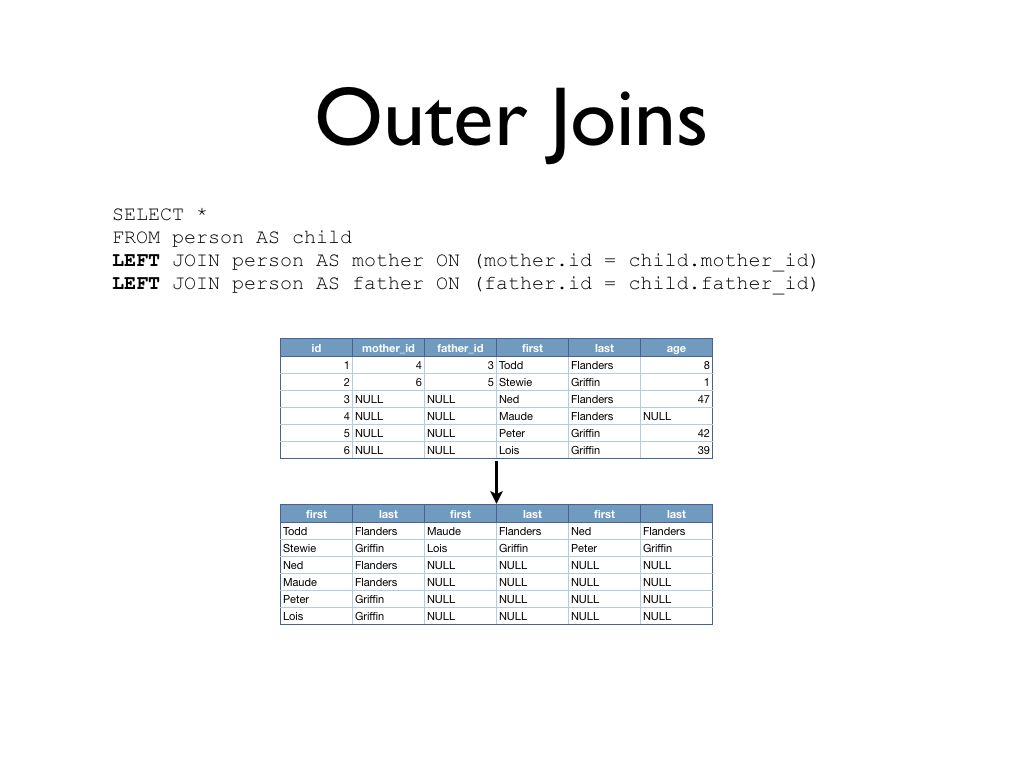 Outer Joins
SELECT *
FROM person AS child
LEFT JOIN person AS mother ON (mother.id = child.mother_id)
LEFT JOIN person AS father ON (father.id = child.father_id)
id mother_id father_id first last age
1 4 3 Todd Flanders 8
2 6 5 Stewie Griffin 1
3 NULL NULL Ned Flanders 47
4 NULL NULL Maude Flanders NULL
5 NULL NULL Peter Griffin 42
6 NULL NULL Lois Griffin 39
first last first last first last
Todd Flanders Maude Flanders Ned Flanders
Stewie Griffin Lois Griffin Peter Griffin
Ned Flanders NULL NULL NULL NULL
Maude Flanders NULL NULL NULL NULL
Peter Griffin NULL NULL NULL NULL
Lois Griffin NULL NULL NULL NULL